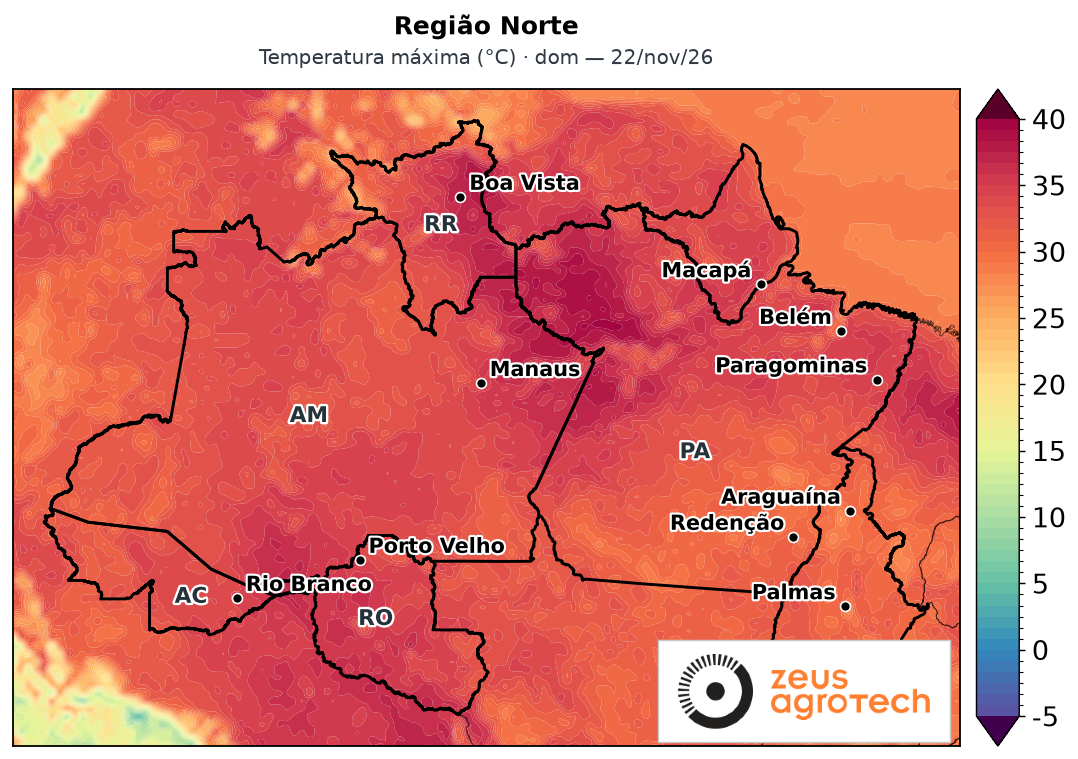 Região Norte
Temperatura máxima (°C) · dom — 22/nov/26
Boa Vista
RR
Macapá
Belém
Paragominas
Manaus
AM
PA
Araguaína
Redenção
Porto Velho
Rio Branco
AC
RO
Palmas
zeus
agrotech
40
35
30
25
20
15
10
5
0
-5